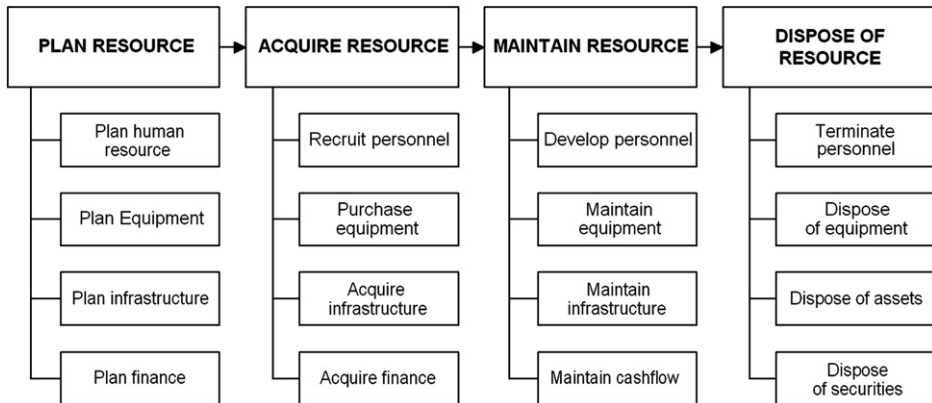 PLAN RESOURCE
ACQUIRE RESOURCE
MAINTAIN RESOURCE
DISPOSE OF
RESOURCE
Plan human
resource
Plan Equipment
Plan infrastructure
Plan finance
Recruit personnel
Purchase
equipment
Acquire
infrastructure
Acquire finance
Develop personnel
Maintain
equipment
Maintain
infrastructure
Maintain cashflow
Terminate
personnel
Dispose
of equipment
Dispose of assets
Dispose
of securities